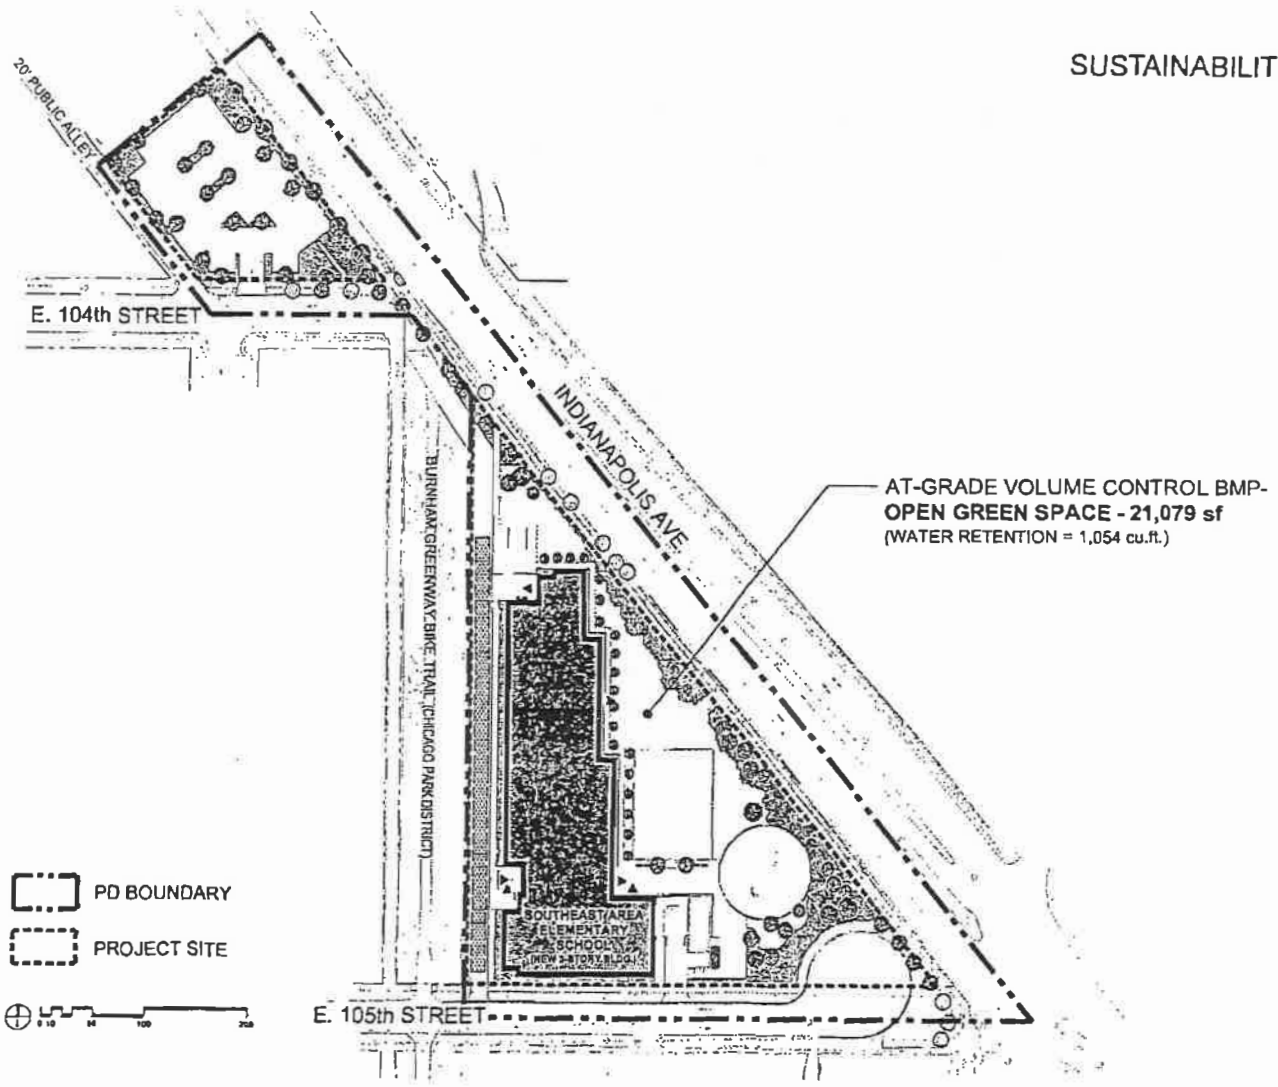 SUSTAINABILIT
20' PUBLIC ALLEY
E. 104th STREET
INDIANAPOLIS AVE
BURNHAM GREENWAY BIKE TRAIL (CHICAGO PARK DISTRICT)
AT-GRADE VOLUME CONTROL BMP-
OPEN GREEN SPACE - 21,079 sf
(WATER RETENTION = 1,054 cu.ft.)
PD BOUNDARY
PROJECT SITE
SOUTHEAST AREA
ELEMENTARY
SCHOOL
(NEW 3-STORY BLDG.)
E. 105th STREET
100